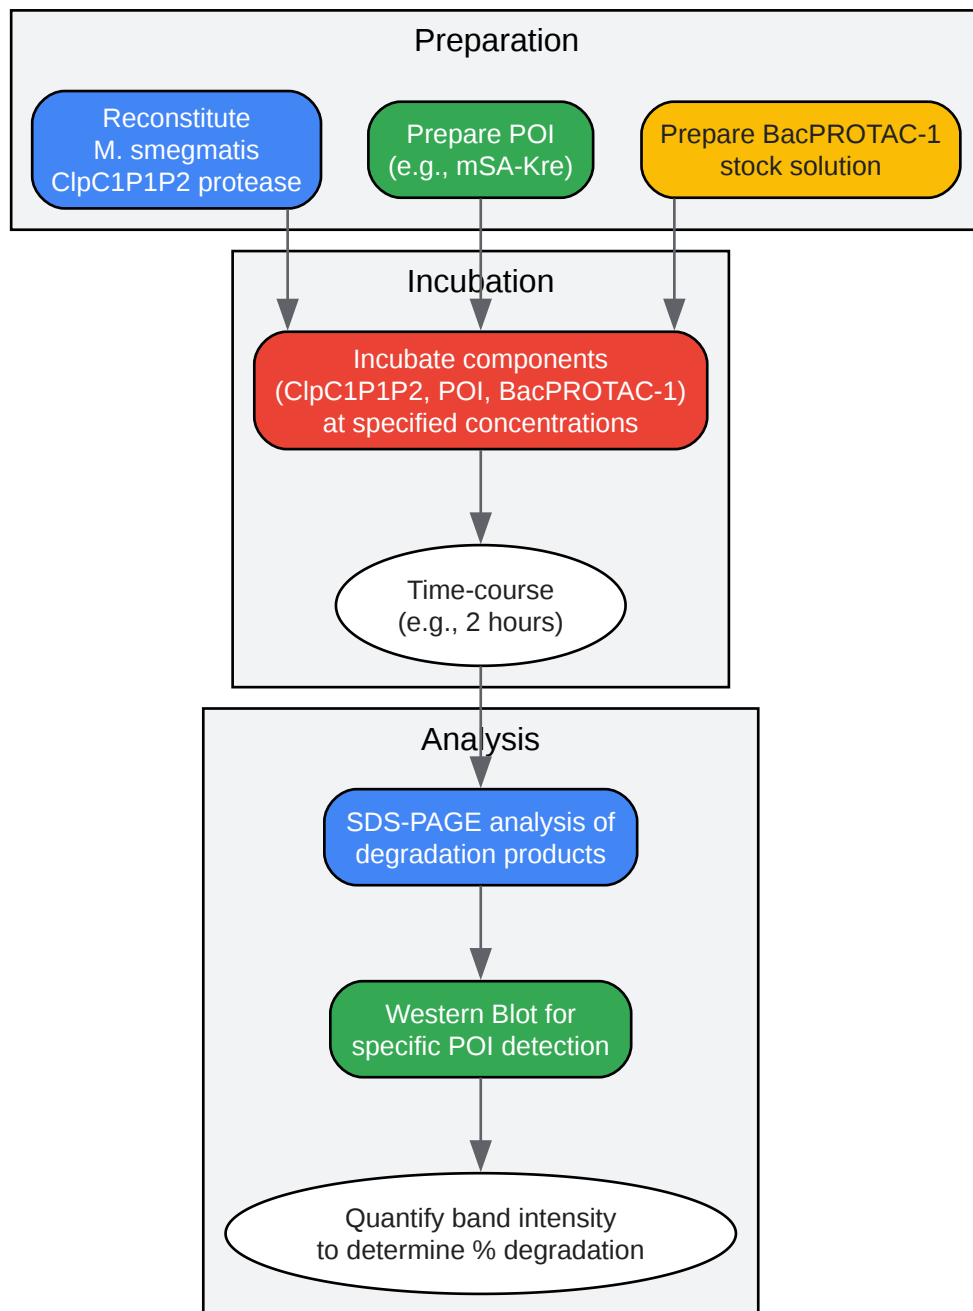 Preparation
Reconstitute
M. smegmatis
ClpC1P1P2 protease
Prepare POI
(e.g., mSA-Kre)
Prepare BacPROTAC-1
stock solution
Incubation
Incubate components
(ClpC1P1P2, POI, BacPROTAC-1)
at specified concentrations
Time-course
(e.g., 2 hours)
Analysis
SDS-PAGE analysis of
degradation products
Western Blot for
specific POI detection
Quantify band intensity
to determine % degradation